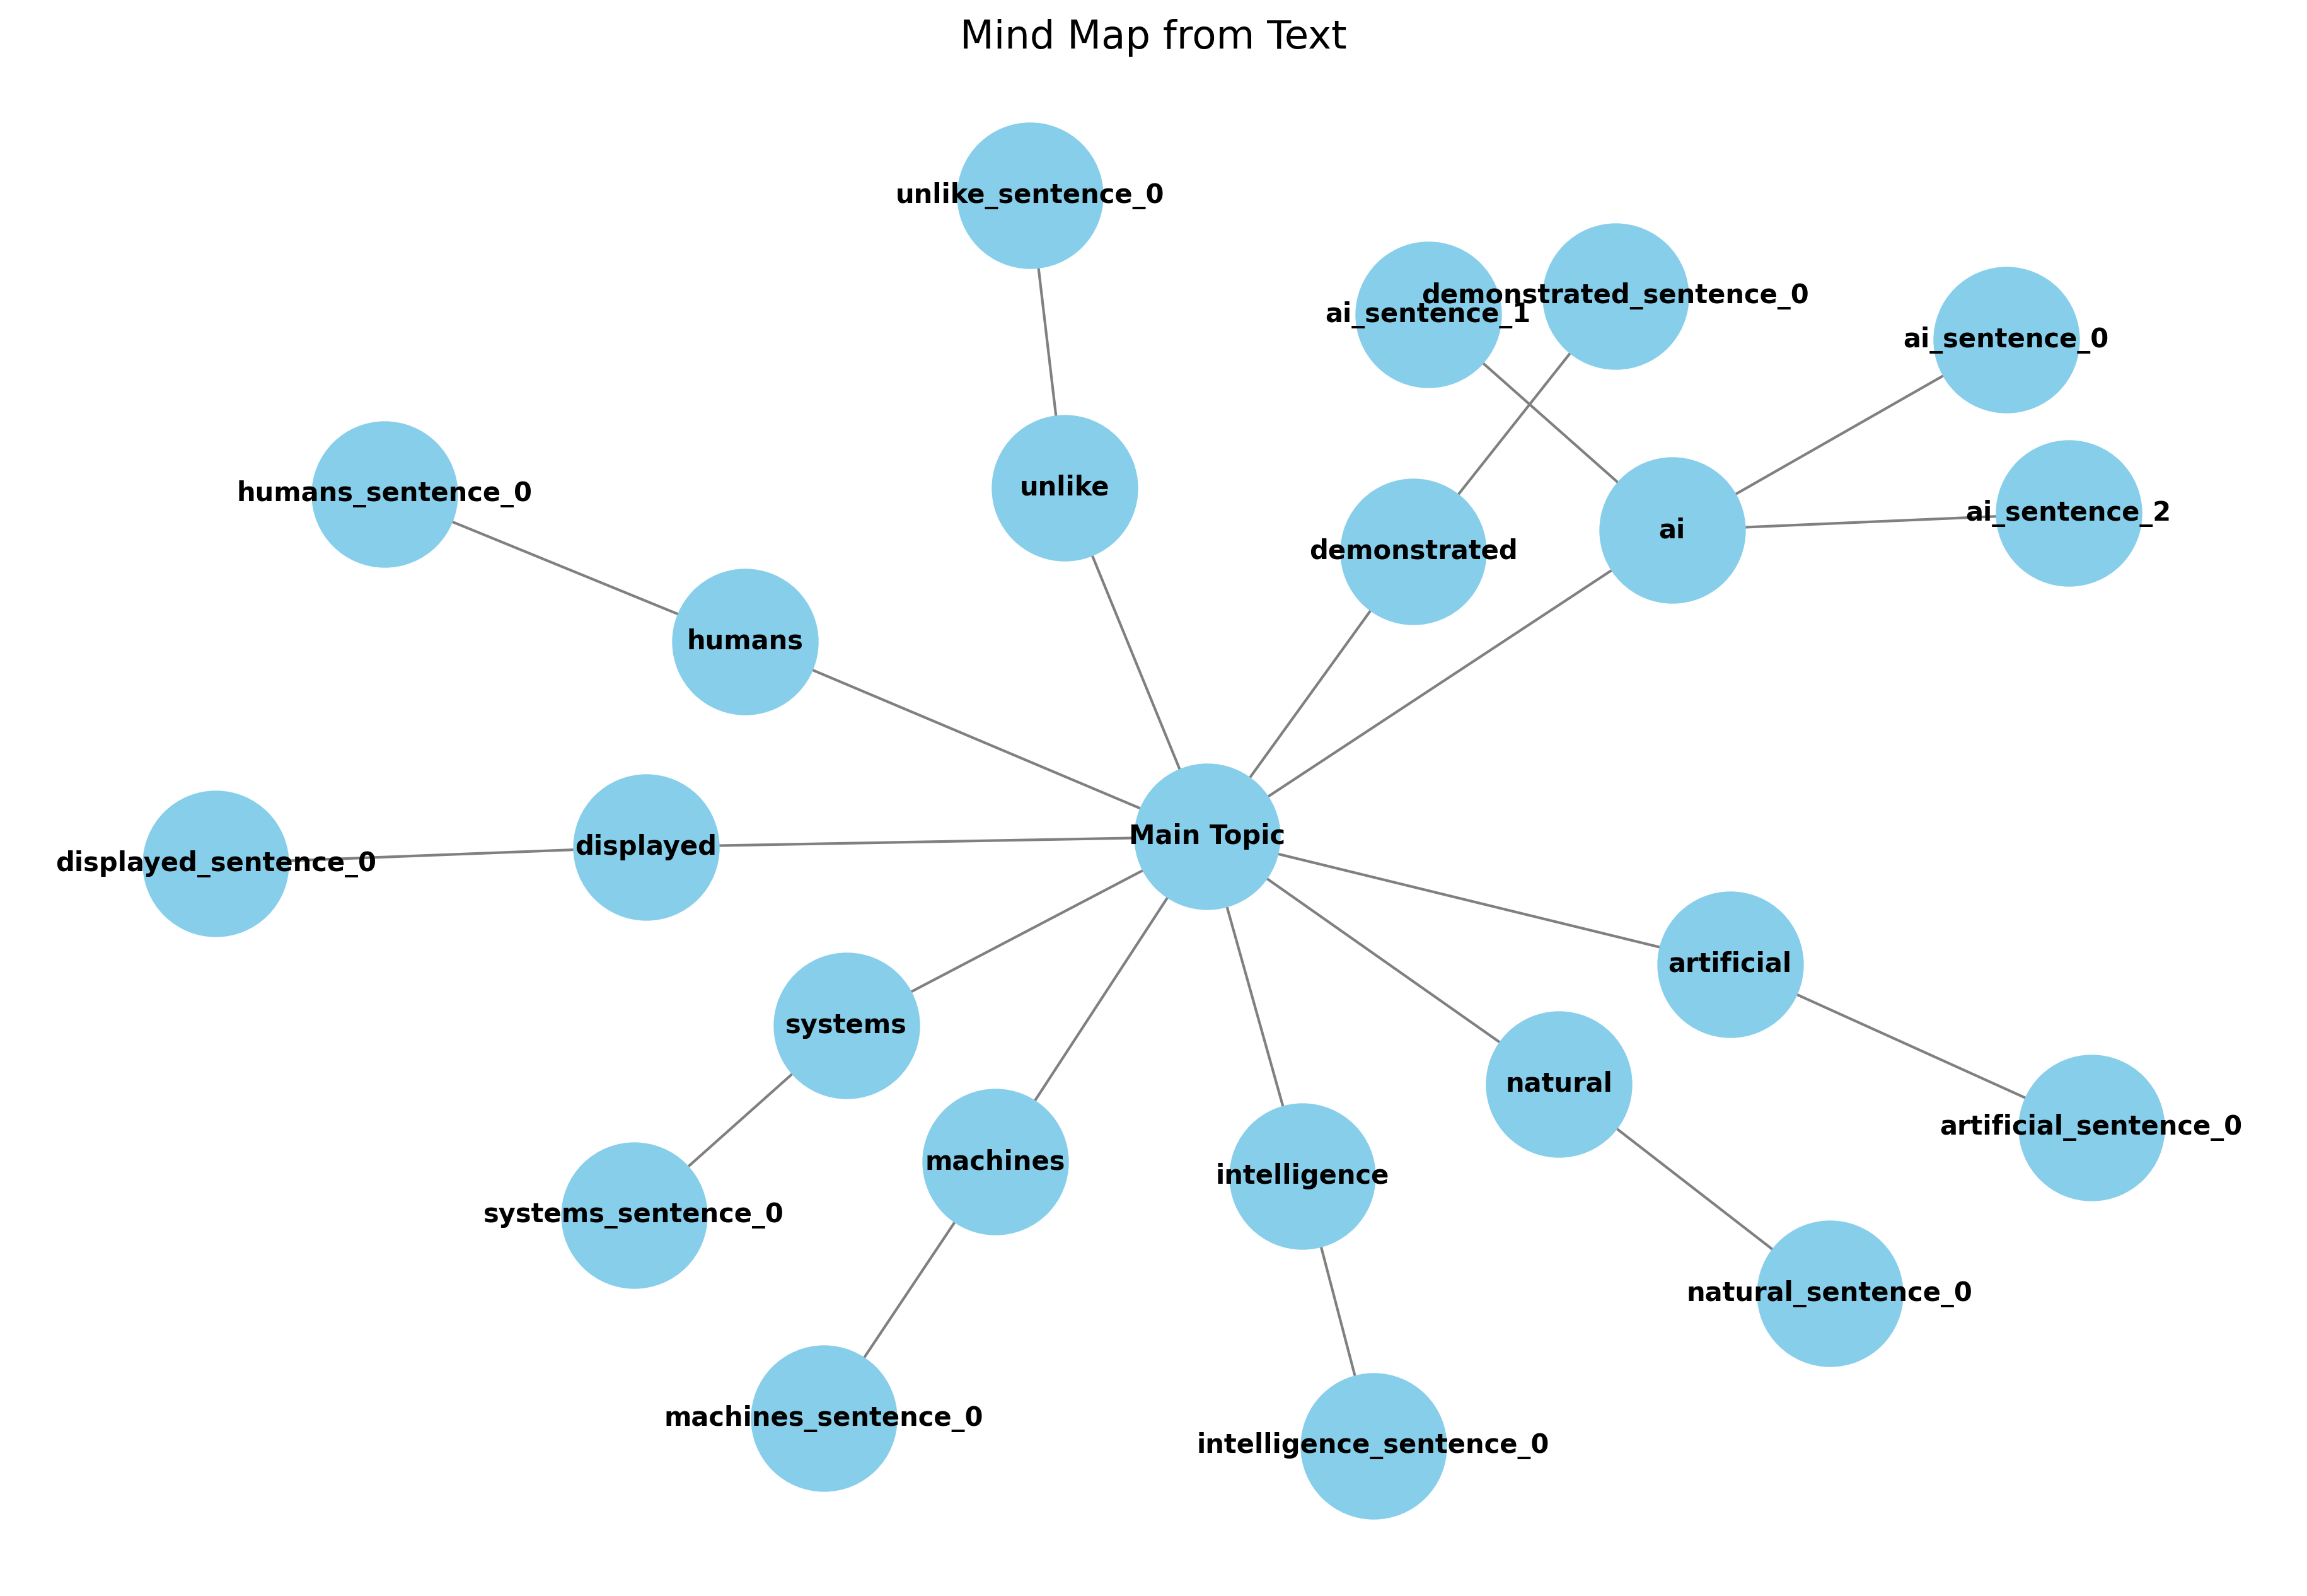 Mind Map from Text
unlike_sentence_0
demonstrated_sentence_0
ai_sentence_1
ai_sentence_0
unlike
humans_sentence_0
ai_sentence_2
ai
demonstrated
humans
Main Topic
displayed
displayed_sentence_0
artificial
systems
natural
artificial_sentence_0
machines
intelligence
systems_sentence_0
natural_sentence_0
machines_sentence_0
intelligence_sentence_0